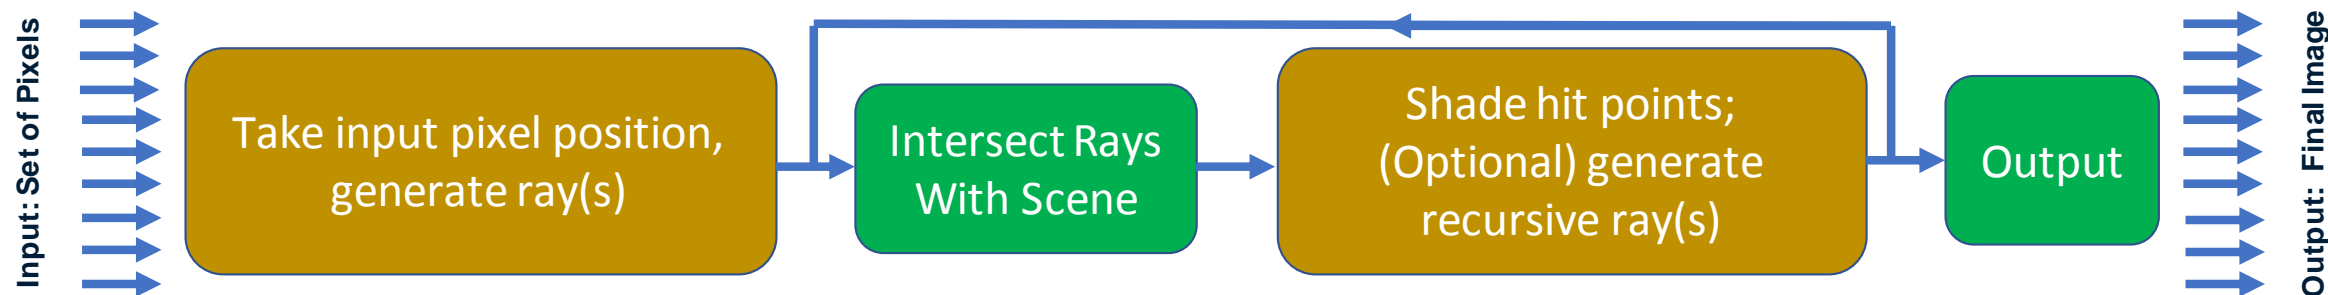 Input: Set of Pixels
Take input pixel position,
generate ray(s)
Intersect Rays
With Scene
Shade hit points;
(Optional) generate
recursive ray(s)
Output
Output: Final Image